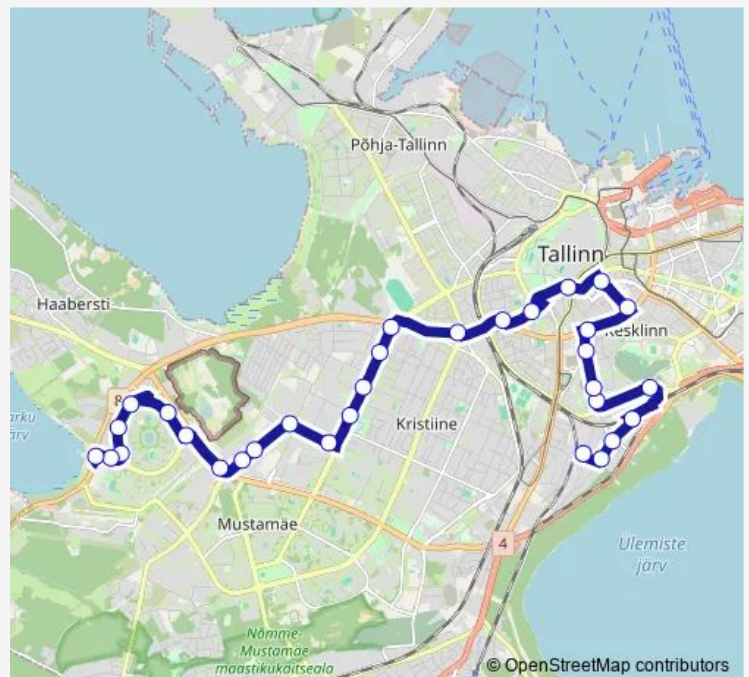 Põhja-Tallinn
Tallinn
Haabersti
Kesklinn
8
arku
järv
Kristiine
Mustamäe
4
Ülemiste
järv
Nõmme-
Mustamäe
maastikukaitseala
© OpenStreetMap contributors